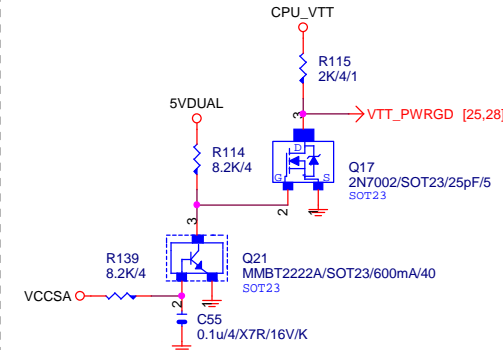 CPU_VTT
R115
2K/4/1
3
VTT_PWRGD [25,28]
5VDUAL
R114
8.2K/4
D
G
S
Q17
2N7002/SOT23/25pF/5
SOT23
2
1
3
R139
8.2K/4
Q21
MMBT2222A/SOT23/600mA/40
SOT23
VCCSA
2
1
C55
0.1u/4/X7R/16V/K